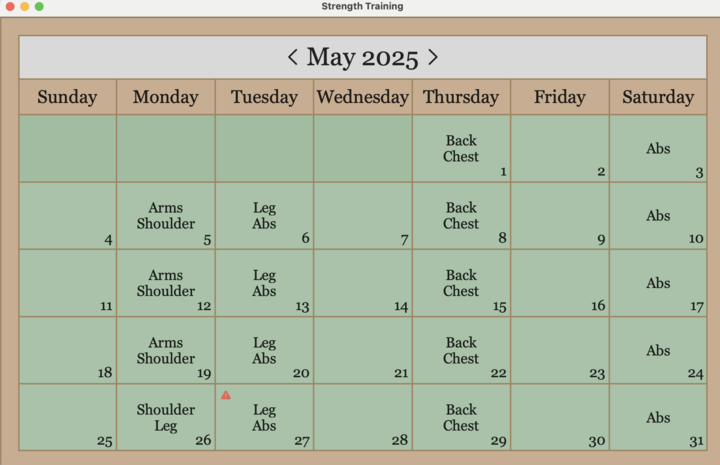 Strength Training
< May 2025 >
Sunday Monday Tuesday Wednesday Thursday Friday Saturday
Back
Chest
1
2
Abs
3
4
Arms
Shoulder
5
Leg
Abs
6
7
Back
Chest
8
9
Abs
10
11
Arms
Shoulder
12
Leg
Abs
13
14
Back
Chest
15
16
Abs
17
18
Arms
Shoulder
19
Leg
Abs
20
21
Back
Chest
22
23
Abs
24
25
Shoulder
Leg
26
Leg
Abs
27
28
Back
Chest
29
30
Abs
31